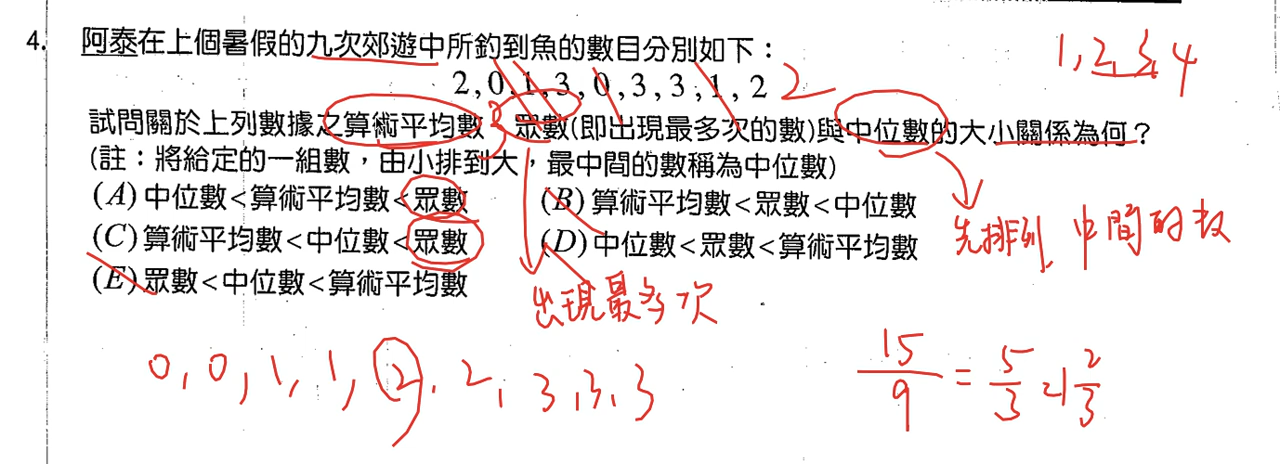 4. 阿泰在上個暑假的九次郊遊中所釣到魚的數目分別如下：
1, 2, 3, 4
2, 0, 1, 3, 0, 3, 3, 1, 2 2
試問關於上列數據之算術平均數、眾數(即出現最多次的數)與中位數的大小關係為何？
(註：將給定的一組數，由小排到大，最中間的數稱為中位數)
(A) 中位數<算術平均數<眾數 (B) 算術平均數<眾數<中位數
(C) 算術平均數<中位數<眾數 (D) 中位數<眾數<算術平均數
先排列, 中間的数
(E) 眾數<中位數<算術平均數
出現最多次
0, 0, 1, 1, 2, 2, 3, 3, 3
15/9 = 5/3 = 1 2/3